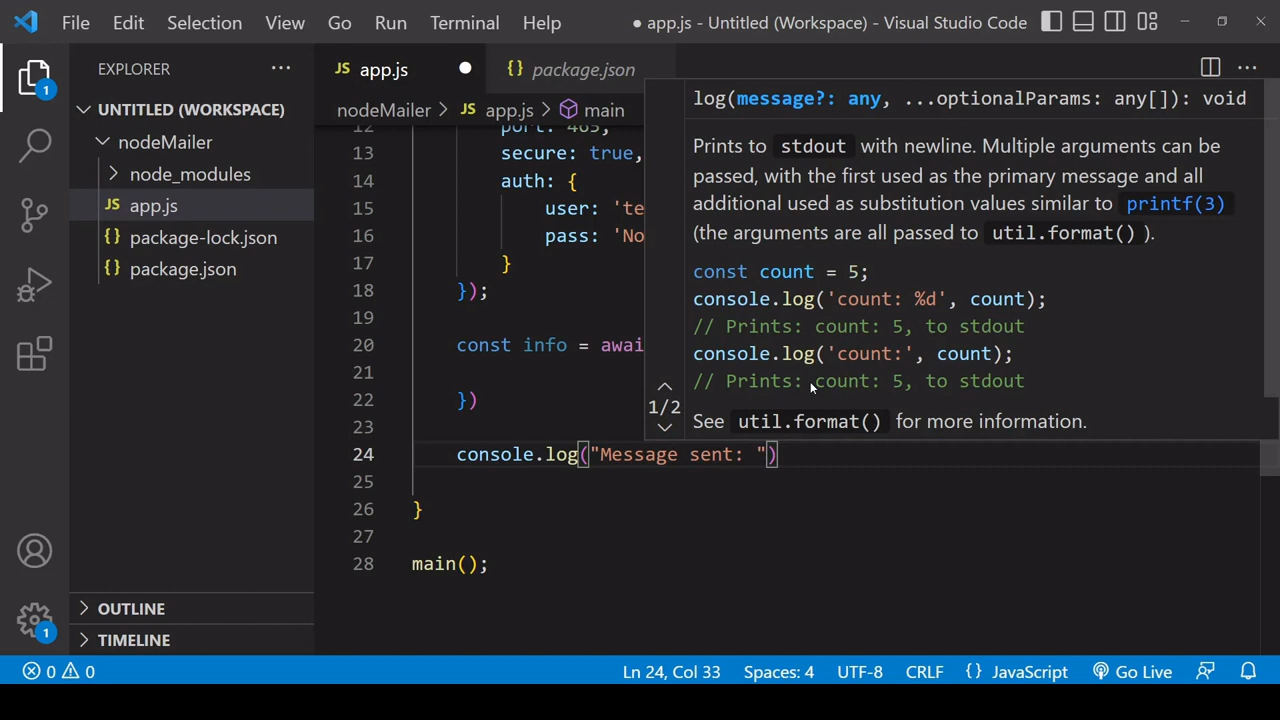 File Edit Selection View Go Run Terminal Help
● app.js - Untitled (Workspace) - Visual Studio Code
EXPLORER
1
UNTITLED (WORKSPACE)
nodeMailer
node_modules
JS app.js
{} package-lock.json
{} package.json
OUTLINE
TIMELINE
1
JS app.js
{} package.json
nodeMailer > JS app.js > main
12 port: 465,
13 secure: true,
14 auth: {
15 user: 'te
16 pass: 'No
17 }
18 });
19
20 const info = awai
21
22 })
23
24 console.log("Message sent: ")
25
26 }
27
28 main();
log(message?: any, ...optionalParams: any[]): void
Prints to stdout with newline. Multiple arguments can be
passed, with the first used as the primary message and all
additional used as substitution values similar to printf(3)
(the arguments are all passed to util.format() ).
const count = 5;
console.log('count: %d', count);
// Prints: count: 5, to stdout
console.log('count:', count);
// Prints: count: 5, to stdout
1/2
See util.format() for more information.
0 0
Ln 24, Col 33 Spaces: 4 UTF-8 CRLF {} JavaScript Go Live